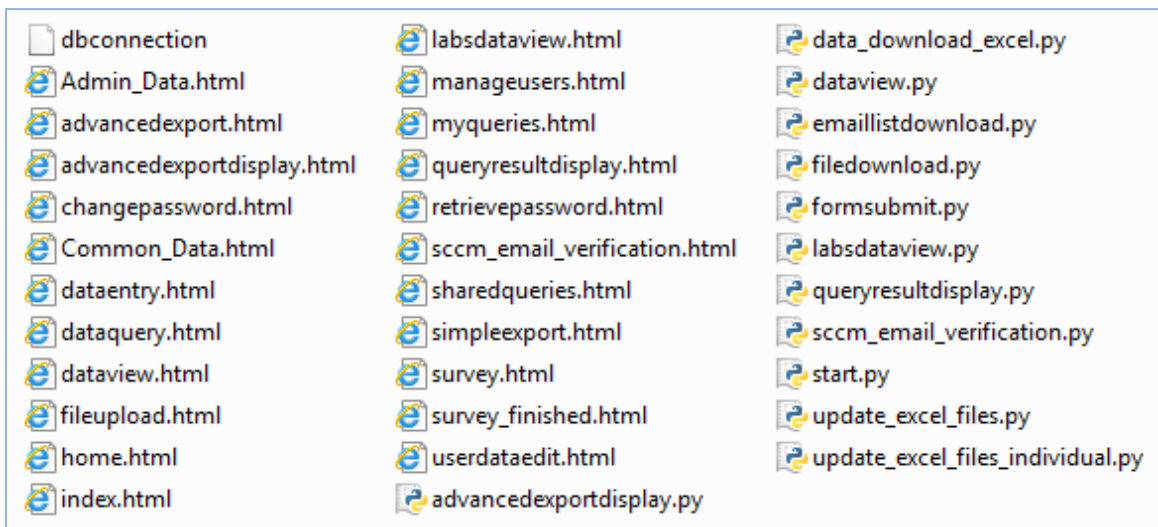 dbconnection
Admin_Data.html
advancedexport.html
advancedexportdisplay.html
changepassword.html
Common_Data.html
dataentry.html
dataquery.html
dataview.html
fileupload.html
home.html
index.html
labsdataview.html
manageusers.html
myqueries.html
queryresultdisplay.html
retrievepassword.html
sccm_email_verification.html
sharedqueries.html
simpleexport.html
survey.html
survey_finished.html
userdataedit.html
advancedexportdisplay.py
data_download_excel.py
dataview.py
emaillistdownload.py
filedownload.py
formsubmit.py
labsdataview.py
queryresultdisplay.py
sccm_email_verification.py
start.py
update_excel_files.py
update_excel_files_individual.py